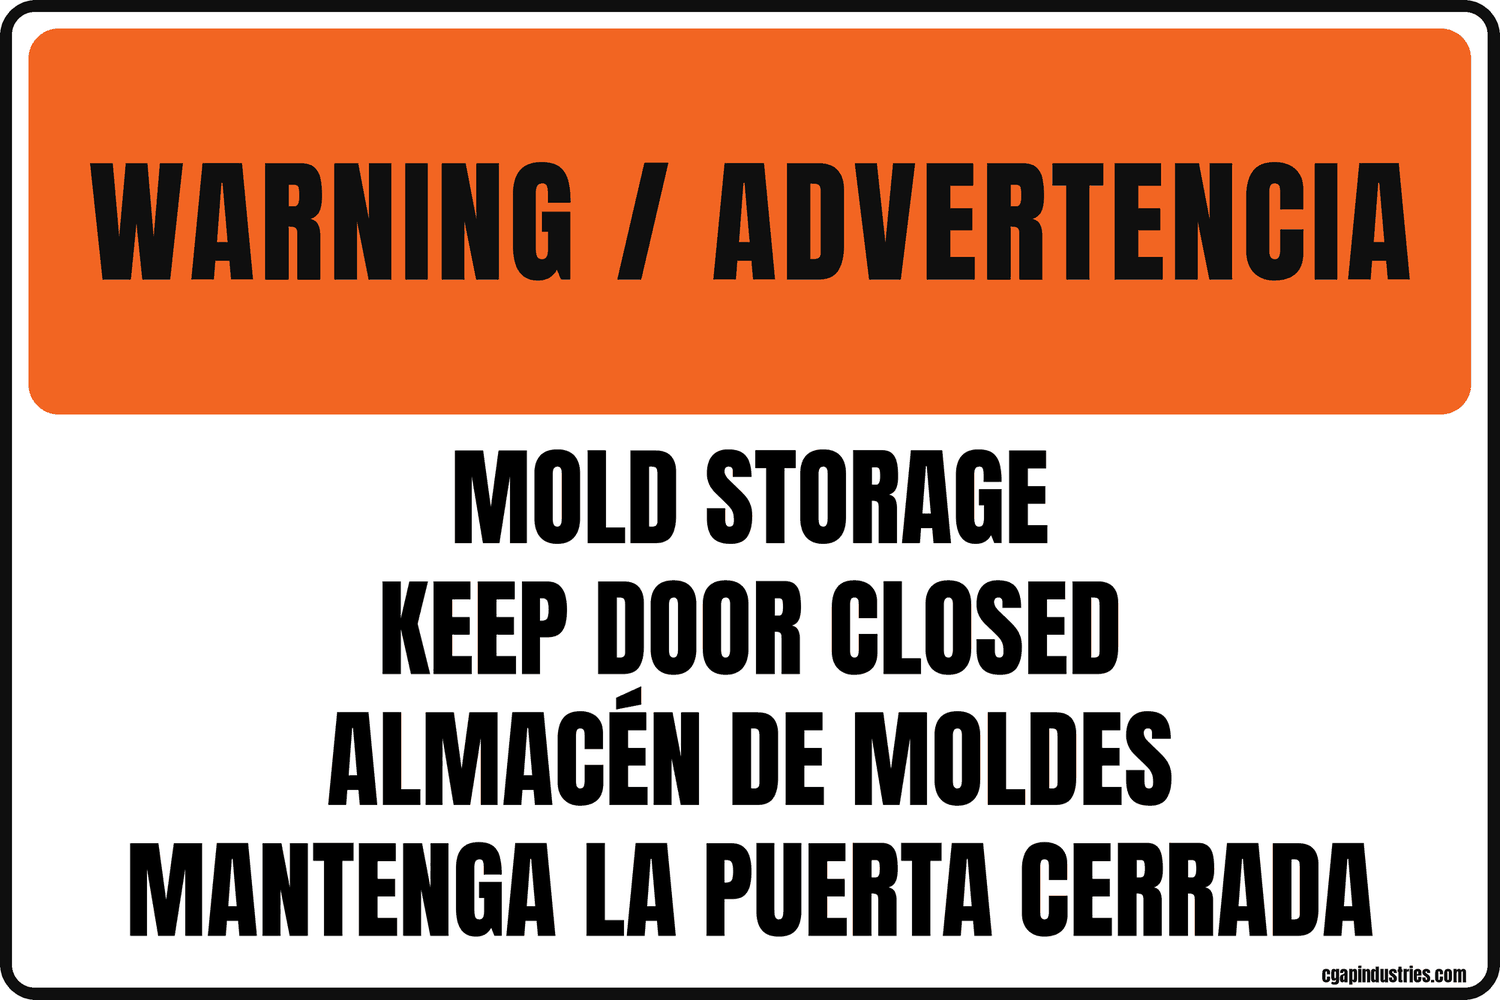 WARNING / ADVERTENCIA
MOLD STORAGE
KEEP DOOR CLOSED
ALMACÉN DE MOLDES
MANTENGA LA PUERTA CERRADA
cgapindustries.com